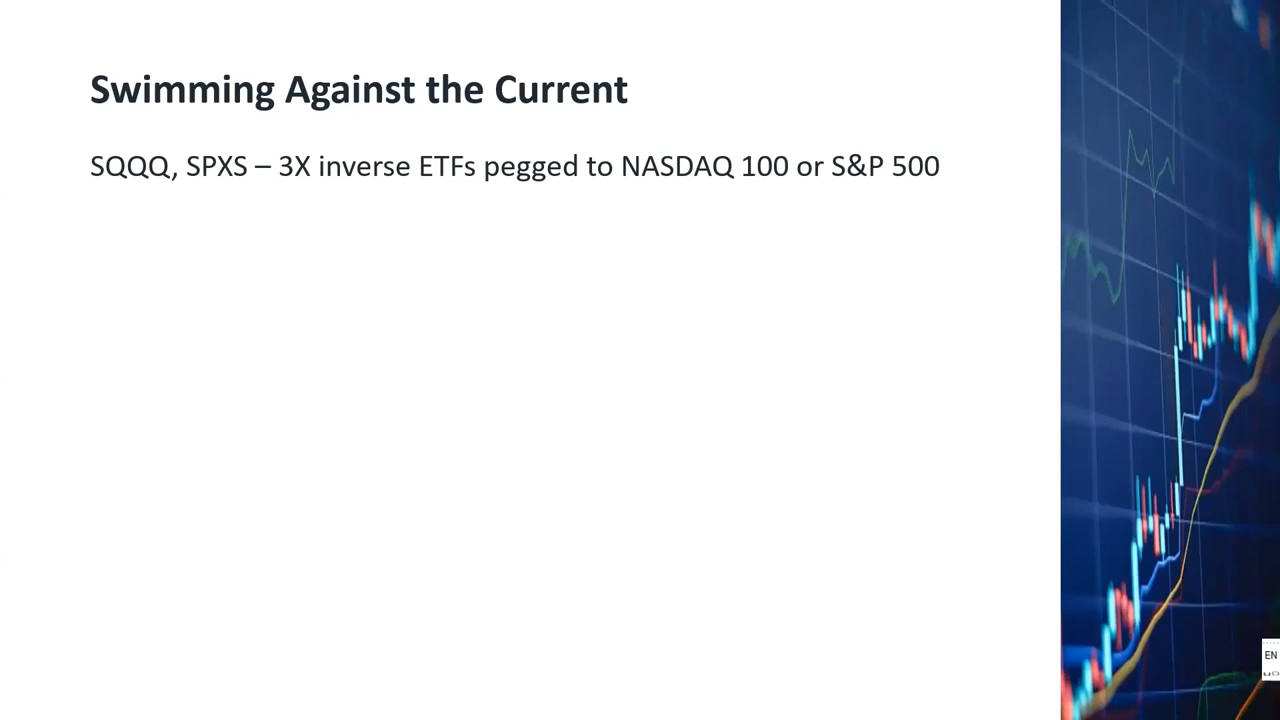 Swimming Against the Current
SQQQ, SPXS – 3X inverse ETFs pegged to NASDAQ 100 or S&P 500
EN